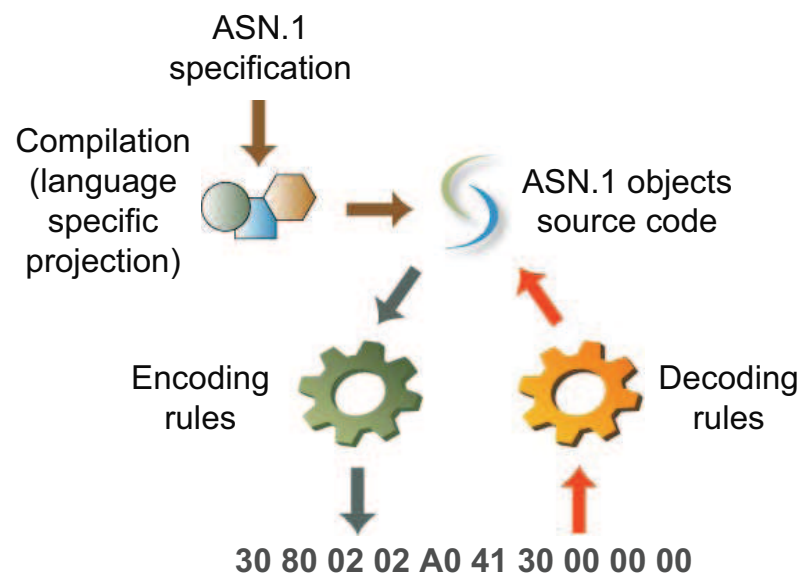 ASN.1
specification
Compilation
(language
specific
projection)
ASN.1 objects
source code
Encoding
rules
Decoding
rules
30 80 02 02 A0 41 30 00 00 00